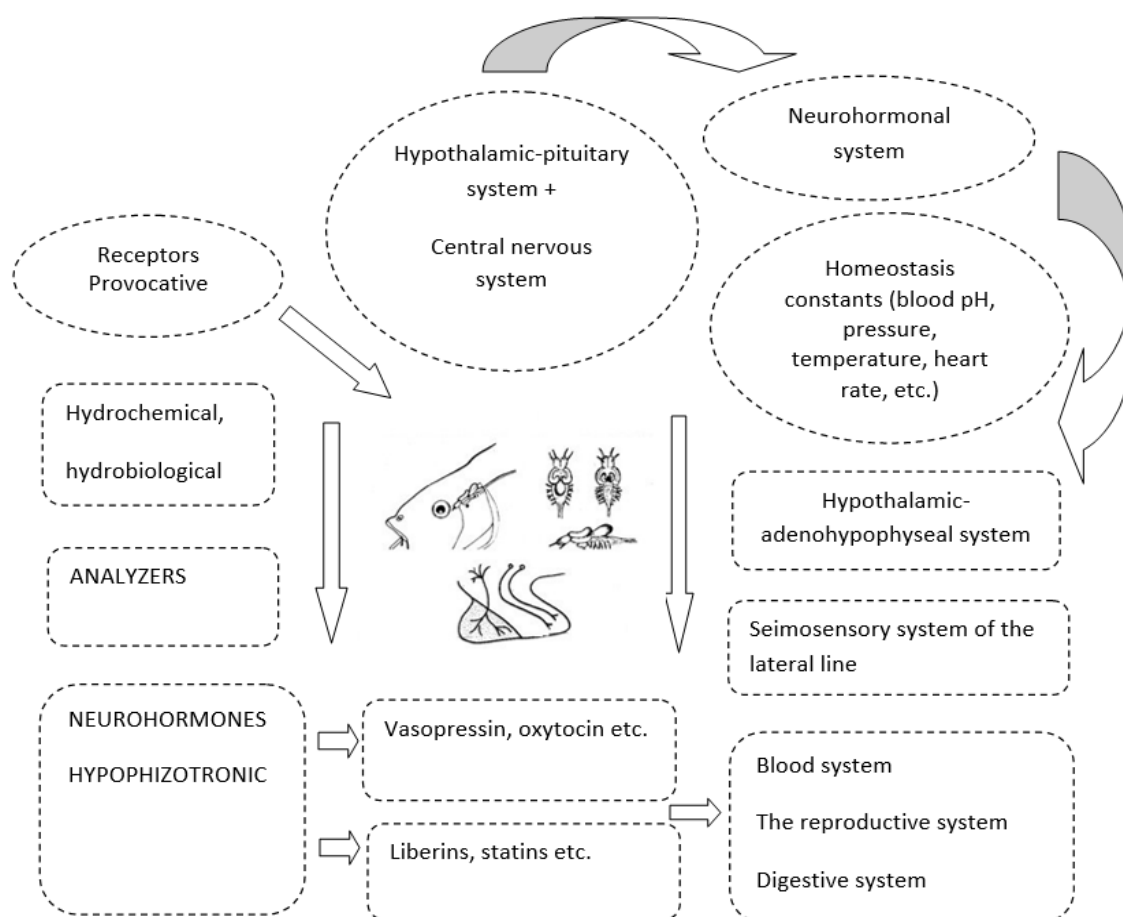 Hypothalamic-pituitary
system +
Central nervous
system
Neurohormonal
system
Receptors
Provocative
Homeostasis
constants (blood pH,
pressure,
temperature, heart
rate, etc.)
Hydrochemical,
hydrobiological
Hypothalamic-
adenohypophyseal system
ANALYZERS
Seimosensory system of the
lateral line
NEUROHORMONES
HYPOPHIZOTRONIC
Vasopressin, oxytocin etc.
Liberins, statins etc.
Blood system
The reproductive system
Digestive system